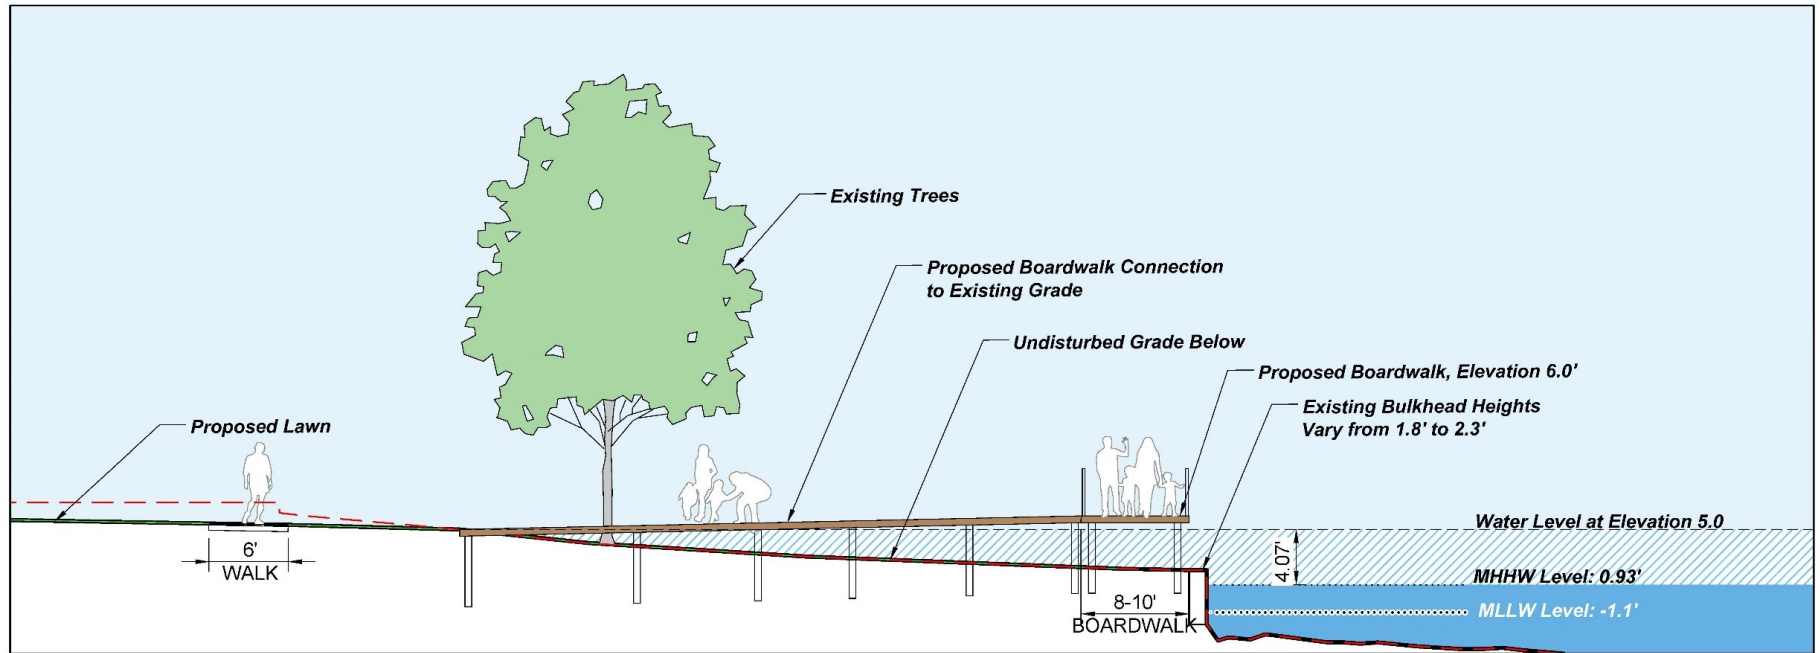 Existing Trees
Proposed Boardwalk Connection
to Existing Grade
Undisturbed Grade Below
Proposed Boardwalk, Elevation 6.0'
Existing Bulkhead Heights
Vary from 1.8' to 2.3'
Proposed Lawn
Water Level at Elevation 5.0
4.07'
6'
WALK
MHHW Level: 0.93'
8-10'
BOARDWALK
MLLW Level: -1.1'